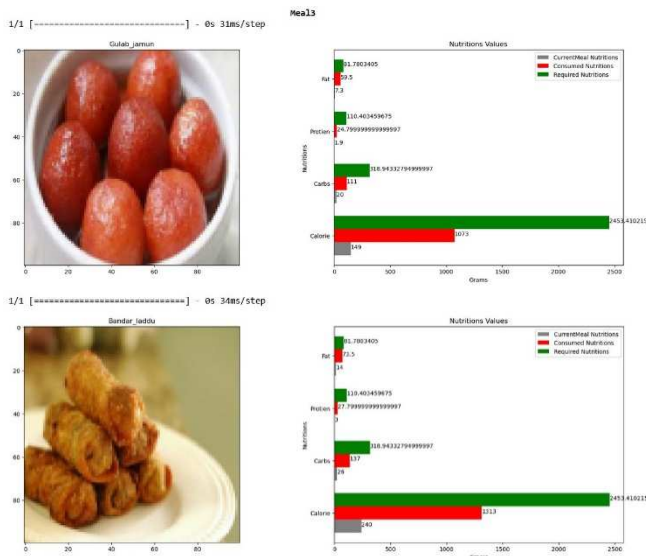 Meal3
1/1 [==============================] - 0s 31ms/step
Gulab_jamun
0
20
40
60
80
0 20 40 60 80
Nutritions Values
CurrentMeal Nutritions
Consumed Nutritions
Required Nutritions
Nutritions
Fat
81.7803405
59.5
7.3
Protien
110.403459675
24.799999999999997
1.9
Carbs
318.94332794999997
111
20
Calorie
2453.410215
1073
149
0 500 1000 1500 2000 2500
Grams
1/1 [==============================] - 0s 34ms/step
Bandar_laddu
0
20
40
60
80
0 20 40 60 80
Nutritions Values
CurrentMeal Nutritions
Consumed Nutritions
Required Nutritions
Nutritions
Fat
81.7803405
73.5
14
Protien
110.403459675
27.799999999999997
3
Carbs
318.94332794999997
137
26
Calorie
2453.410215
1313
240
0 500 1000 1500 2000 2500